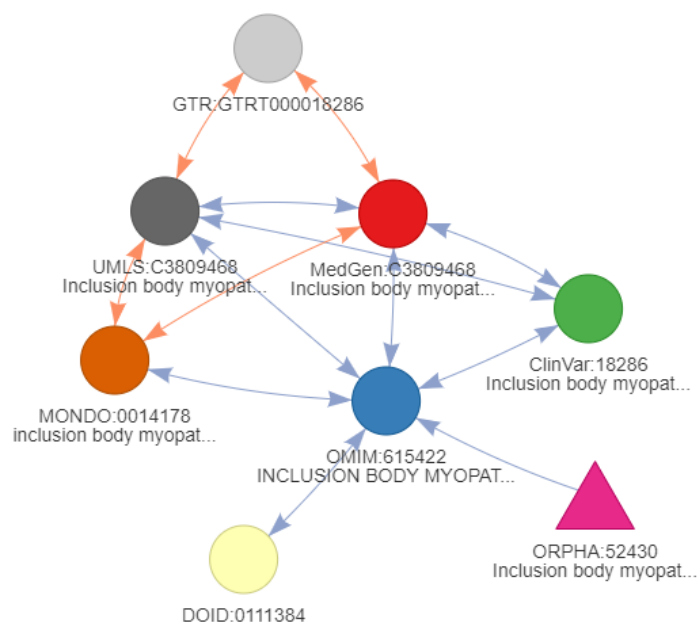 GTR:GTRT000018286
UMLS:C3809468
Inclusion body myopat...
MedGen:C3809468
Inclusion body myopat...
ClinVar:18286
Inclusion body myopat...
MONDO:0014178
inclusion body myopat...
OMIM:615422
INCLUSION BODY MYOPAT...
ORPHA:52430
Inclusion body myopat...
DOID:0111384